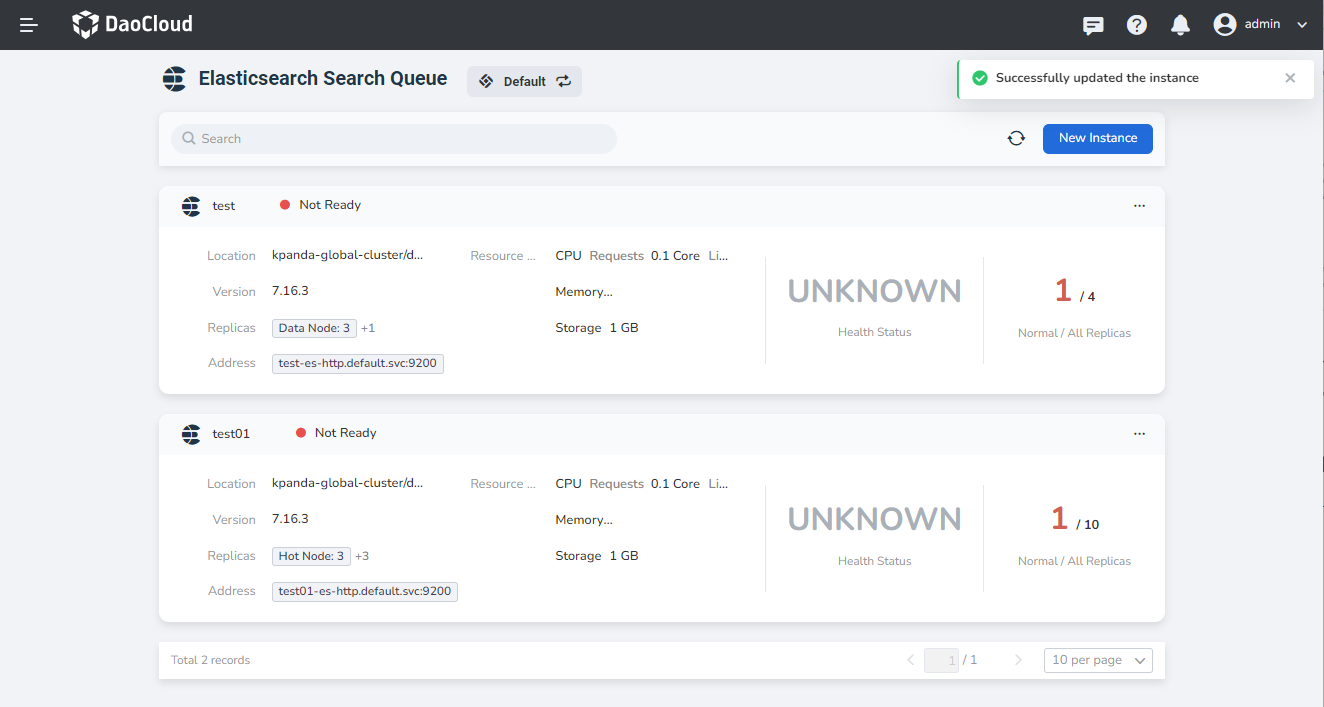 DaoCloud
admin
Elasticsearch Search Queue
Default
Successfully updated the instance
Search
New Instance
test
Not Ready
Location kpanda-global-cluster/d... Resource ... CPU Requests 0.1 Core Li...
Version 7.16.3 Memory...
Replicas Data Node: 3 +1 Storage 1 GB
Address test-es-http.default.svc:9200
UNKNOWN
Health Status
1 / 4
Normal / All Replicas
test01
Not Ready
Location kpanda-global-cluster/d... Resource ... CPU Requests 0.1 Core Li...
Version 7.16.3 Memory...
Replicas Hot Node: 3 +3 Storage 1 GB
Address test01-es-http.default.svc:9200
UNKNOWN
Health Status
1 / 10
Normal / All Replicas
Total 2 records
1 / 1
10 per page